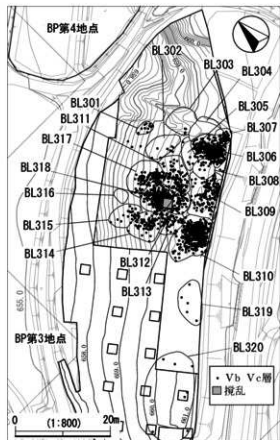 BP第4地点
BL302
BL303
BL304
BL305
BL301
BL307
BL311
BL306
BL317
BL308
BL318
BL316
BL309
BL315
BL314
BL310
BL312
BL313
BL319
BP第3地点
BL320
・ Ⅴb Ⅴc層
撹乱
0 (1:800) 20m